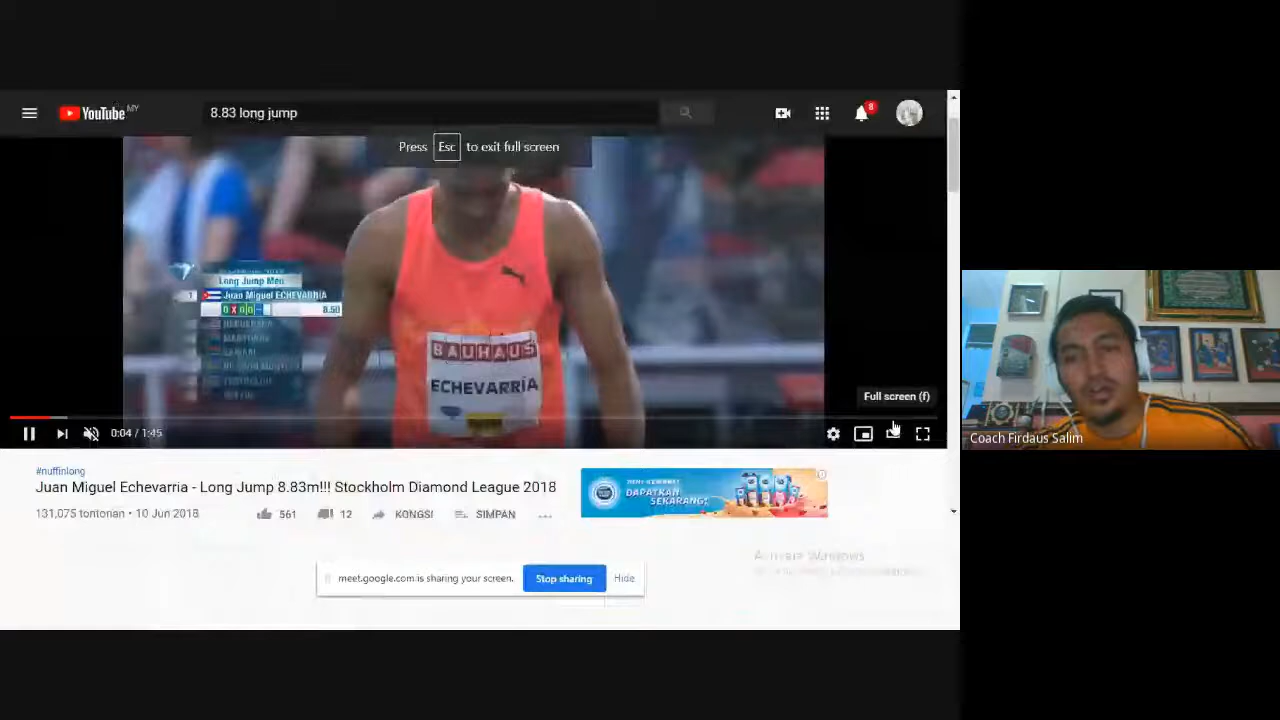 YouTube MY
8.83 long jump
8
Press Esc to exit full screen
Long Jump Men
1 Juan Miguel ECHEVARRIA
8.50
BAUHAUS
ECHEVARRÍA
Full screen (f)
0:04 / 1:45
#nuffinlong
Juan Miguel Echevarria - Long Jump 8.83m!!! Stockholm Diamond League 2018
131,075 tontonan • 10 Jun 2018
561
12
KONGSI
SIMPAN
DAPATKAN
SEKARANG!
Activate Windows
meet.google.com is sharing your screen.
Stop sharing
Hide
Coach Firdaus Salim